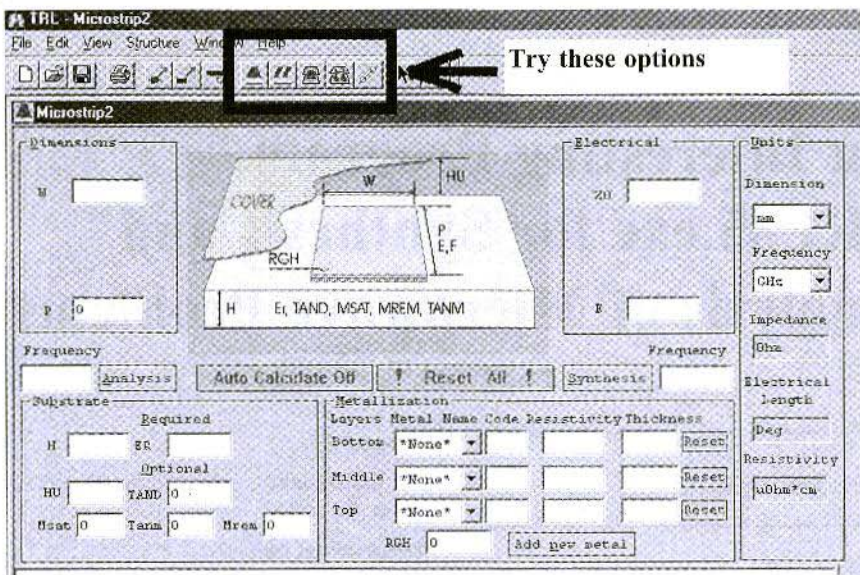 TRL - Microstrip2
File Edit View Structure Window Help
Try these options
Microstrip2
Dimensions
W
P 0
COVER
W
HU
P
E,F
RGH
H Er, TAND, MSAT, MREM, TANM
Electrical
Z0
E
Units
Dimension
mm
Frequency
GHz
Impedance
Ohm
Electrical
Length
Deg
Resistivity
uOhm*cm
Frequency
Analysis
Auto Calculate Off
! Reset All !
Synthesis
Frequency
Substrate
Required
H ER
Optional
HU TAND 0
Msat 0 Tanm 0 Mrem 0
Metallization
Layers Metal Name Code Resistivity Thickness
Bottom *None* Reset
Middle *None* Reset
Top *None* Reset
RGH 0 Add new metal